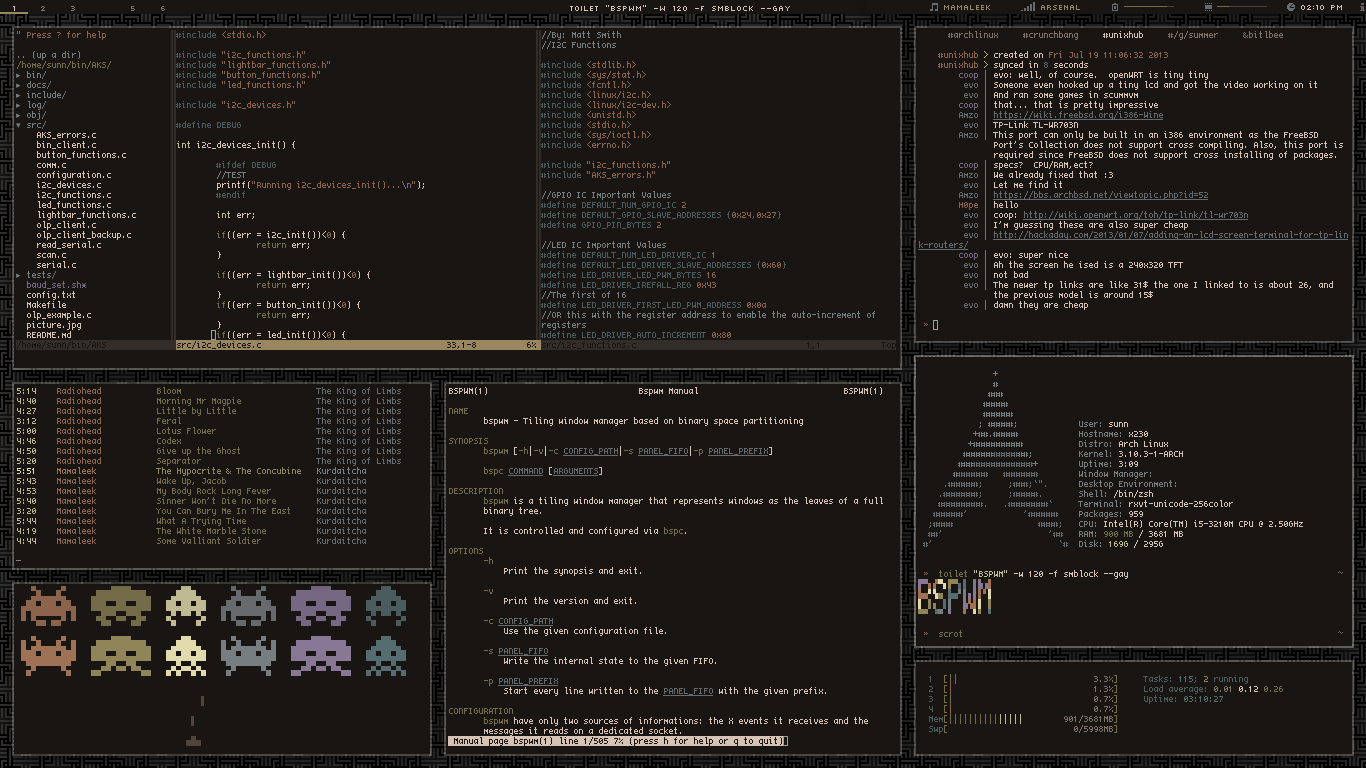 1 2 3 5 6 TOILET "BSPWM" -W 120 -F SMBLOCK --GAY MAMALEEK ARSENAL 02:10 PM
" Press ? for help
.. (up a dir)
/home/sunn/bin/AKS/
▸ bin/
▸ docs/
▸ include/
▸ log/
▸ obj/
▾ src/
AKS_errors.c
bin_client.c
button_functions.c
comm.c
configuration.c
i2c_devices.c
i2c_functions.c
led_functions.c
lightbar_functions.c
olp_client.c
olp_client_backup.c
read_serial.c
scan.c
serial.c
▸ tests/
baud_set.sh*
config.txt
Makefile
olp_example.c
picture.jpg
README.md
/home/sunn/bin/AKS
#include <stdio.h>
#include "i2c_functions.h"
#include "lightbar_functions.h"
#include "button_functions.h"
#include "led_functions.h"
#include "i2c_devices.h"
#define DEBUG
int i2c_devices_init() {
#ifdef DEBUG
//TEST
printf("Running i2c_devices_init()...\n");
#endif
int err;
if((err = i2c_init())<0) {
return err;
}
if((err = lightbar_init())<0) {
return err;
}
if((err = button_init())<0) {
return err;
}
if((err = led_init())<0) {
src/i2c_devices.c 33,1-8 6%
//By: Matt Smith
//I2C Functions
#include <stdlib.h>
#include <sys/stat.h>
#include <fcntl.h>
#include <linux/i2c.h>
#include <linux/i2c-dev.h>
#include <unistd.h>
#include <stdio.h>
#include <sys/ioctl.h>
#include <errno.h>
#include "i2c_functions.h"
#include "AKS_errors.h"
//GPIO IC Important Values
#define DEFAULT_NUM_GPIO_IC 2
#define DEFAULT_GPIO_SLAVE_ADDRESSES {0x24,0x27}
#define GPIO_PIN_BYTES 2
//LED IC Important Values
#define DEFAULT_NUM_LED_DRIVER_IC 1
#define DEFAULT_LED_DRIVER_SLAVE_ADDRESSES {0x60}
#define LED_DRIVER_LED_PWM_BYTES 16
#define LED_DRIVER_IREFALL_REG 0x43
//The first of 16
#define LED_DRIVER_FIRST_LED_PWM_ADDRESS 0x0a
//OR this with the register address to enable the auto-increment of
registers
#define LED_DRIVER_AUTO_INCREMENT 0x80
src/i2c_functions.c 1,1 Top
#archlinux #crunchbang #unixhub #/g/summer &bitlbee
#unixhub > created on Fri Jul 19 11:06:32 2013
#unixhub > synced in 8 seconds
coop | evo: well, of course. openWRT is tiny tiny
evo | Someone even hooked up a tiny lcd and got the video working on it
evo | And ran some games in scummvm
coop | that... that is pretty impressive
Amzo | https://wiki.freebsd.org/i386-Wine
evo | TP-Link TL-WR703n
Amzo | This port can only be built in an i386 environment as the FreeBSD
Port's Collection does not support cross compiling. Also, this port is
required since FreeBSD does not support cross installing of packages.
coop | specs? CPU/RAM,ect?
Amzo | We already fixed that :3
evo | Let me find it
Amzo | https://bbs.archbsd.net/viewtopic.php?id=52
H0pe | hello
evo | coop: http://wiki.openwrt.org/toh/tp-link/tl-wr703n
evo | I'm guessing these are also super cheap
evo | http://hackaday.com/2013/01/07/adding-an-lcd-screen-terminal-for-tp-lin
k-routers/
coop | evo: super nice
evo | Ah the screen he ised is a 240x320 TFT
evo | not bad
evo | The newer tp links are like 31$ the one I linked to is about 26, and
the previous model is around 15$
evo | damn they are cheap
»
5:14 Radiohead Bloom The King of Limbs
4:40 Radiohead Morning Mr Magpie The King of Limbs
4:27 Radiohead Little by Little The King of Limbs
3:12 Radiohead Feral The King of Limbs
5:00 Radiohead Lotus Flower The King of Limbs
4:46 Radiohead Codex The King of Limbs
4:50 Radiohead Give up the Ghost The King of Limbs
5:20 Radiohead Separator The King of Limbs
5:51 Mamaleek The Hypocrite & The Concubine Kurdaitcha
5:43 Mamaleek Wake Up, Jacob Kurdaitcha
4:53 Mamaleek My Body Rock Long Fever Kurdaitcha
5:40 Mamaleek Sinner Won't Die No More Kurdaitcha
3:20 Mamaleek You Can Bury Me In The East Kurdaitcha
5:44 Mamaleek What A Trying Time Kurdaitcha
4:19 Mamaleek The White Marble Stone Kurdaitcha
4:44 Mamaleek Some Valliant Soldier Kurdaitcha
BSPWM(1) Bspwm Manual BSPWM(1)
NAME
bspwm - Tiling window manager based on binary space partitioning
SYNOPSIS
bspwm [-h|-v|-c CONFIG_PATH|-s PANEL_FIFO|-p PANEL_PREFIX]
bspc COMMAND [ARGUMENTS]
DESCRIPTION
bspwm is a tiling window manager that represents windows as the leaves of a full
binary tree.
It is controlled and configured via bspc.
OPTIONS
-h
Print the synopsis and exit.
-v
Print the version and exit.
-c CONFIG_PATH
Use the given configuration file.
-s PANEL_FIFO
Write the internal state to the given FIFO.
-p PANEL_PREFIX
Start every line written to the PANEL_FIFO with the given prefix.
CONFIGURATION
bspwm have only two sources of informations: the X events it receives and the
messages it reads on a dedicated socket.
Manual page bspwm(1) line 1/505 7% (press h for help or q to quit)
User: sunn
Hostname: x230
Distro: Arch Linux
Kernel: 3.10.3-1-ARCH
Uptime: 3:09
Window Manager:
Desktop Environment:
Shell: /bin/zsh
Terminal: rxvt-unicode-256color
Packages: 959
CPU: Intel(R) Core(TM) i5-3210M CPU @ 2.50GHz
RAM: 900 MB / 3681 MB
Disk: 169G / 295G
» toilet "BSPWM" -w 120 -f smblock --gay ~
BSPWM
» scrot ~
1 [|| 3.3%] Tasks: 115; 2 running
2 [| 1.3%] Load average: 0.01 0.12 0.26
3 [| 0.7%] Uptime: 03:10:27
4 [| 0.7%]
Mem[||||||||||||||| 901/3681MB]
Swp[ 0/5998MB]